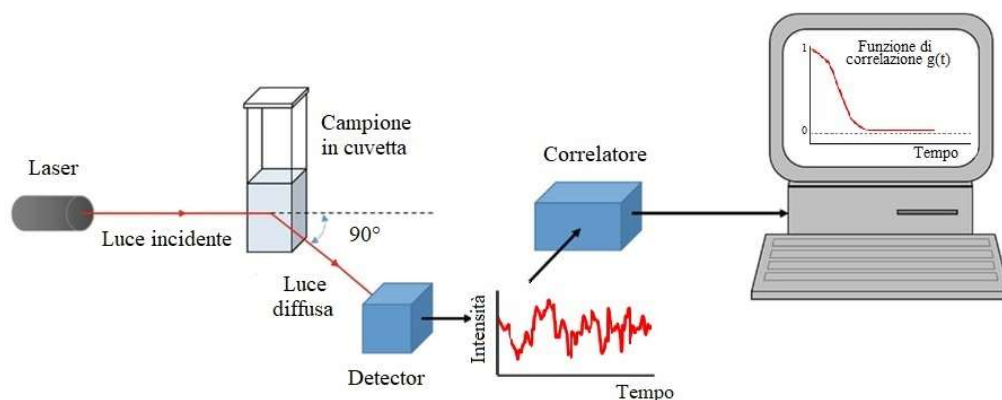 Laser
Luce incidente
Campione
in cuvetta
90°
Luce
diffusa
Detector
Intensità
Tempo
Correlatore
1
Funzione di
correlazione g(t)
0
Tempo